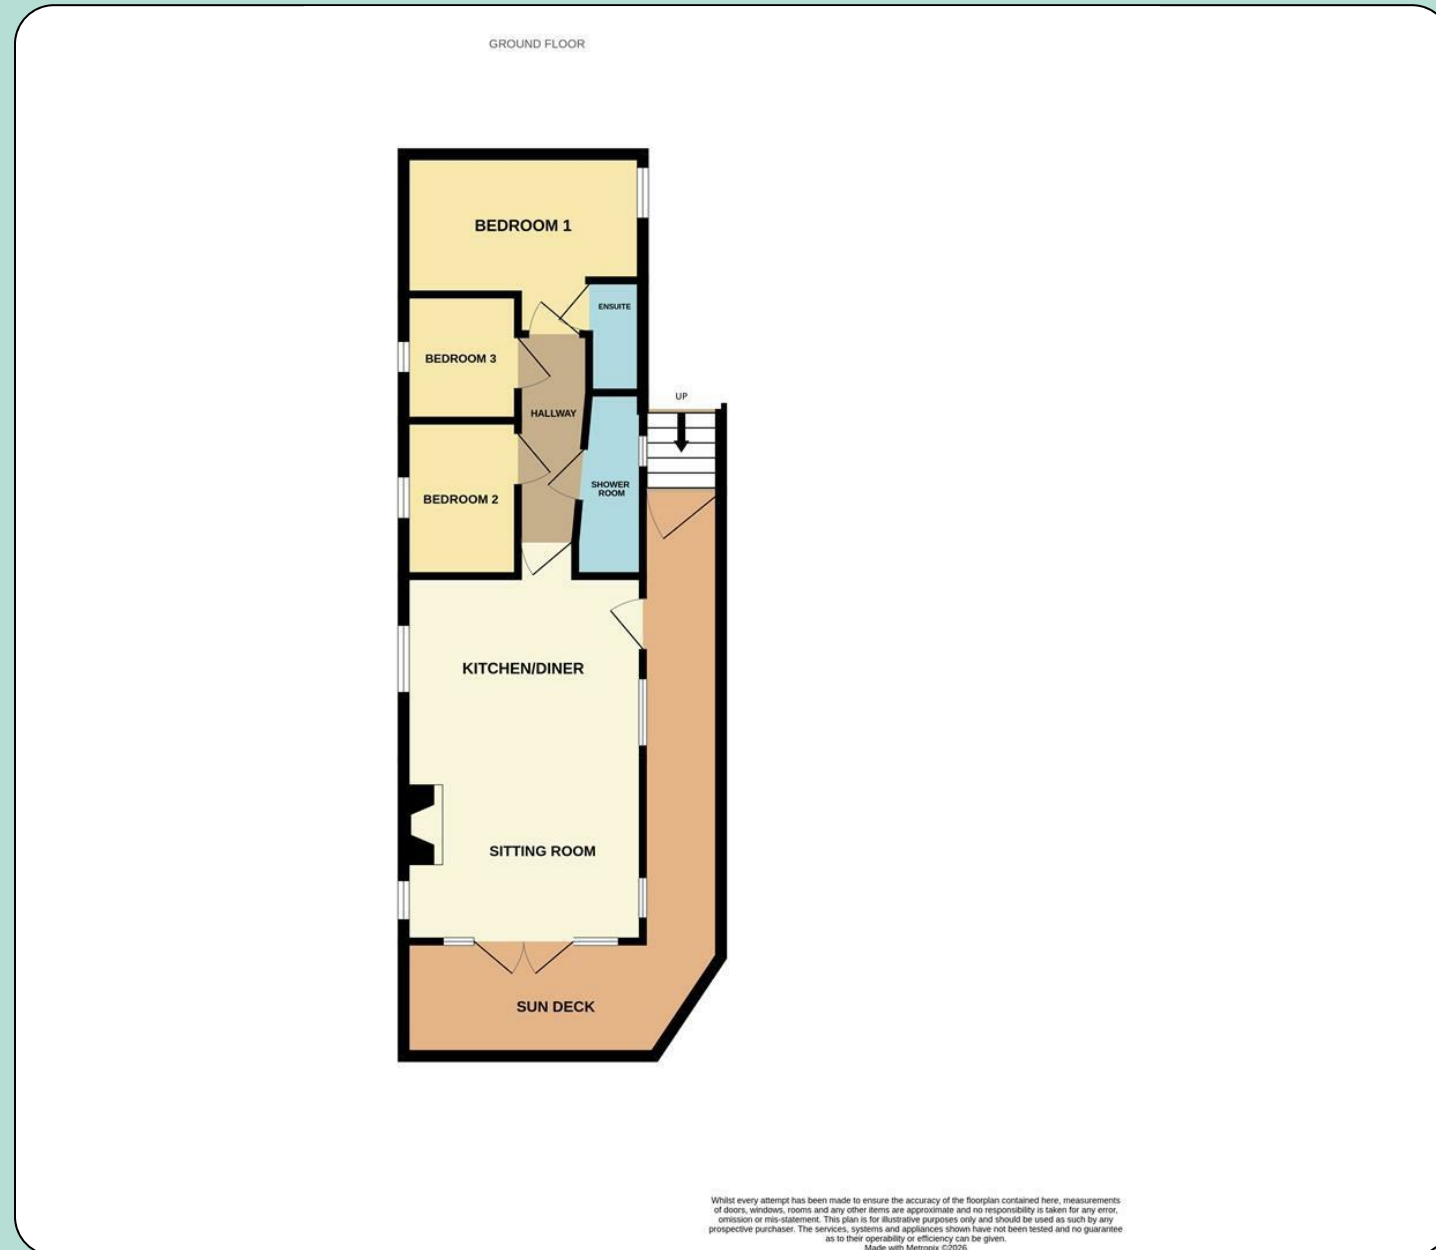 GROUND FLOOR
BEDROOM 1
ENSUITE
BEDROOM 3
UP
HALLWAY
SHOWER
ROOM
BEDROOM 2
KITCHEN/DINER
SITTING ROOM
SUN DECK
Whilst every attempt has been made to ensure the accuracy of the floorplan contained here, measurements
of doors, windows, rooms and any other items are approximate and no responsibility is taken for any error,
omission or mis-statement. This plan is for illustrative purposes only and should be used as such by any
prospective purchaser. The services, systems and appliances shown have not been tested and no guarantee
as to their operability or efficiency can be given.
Made with Metropix ©2026